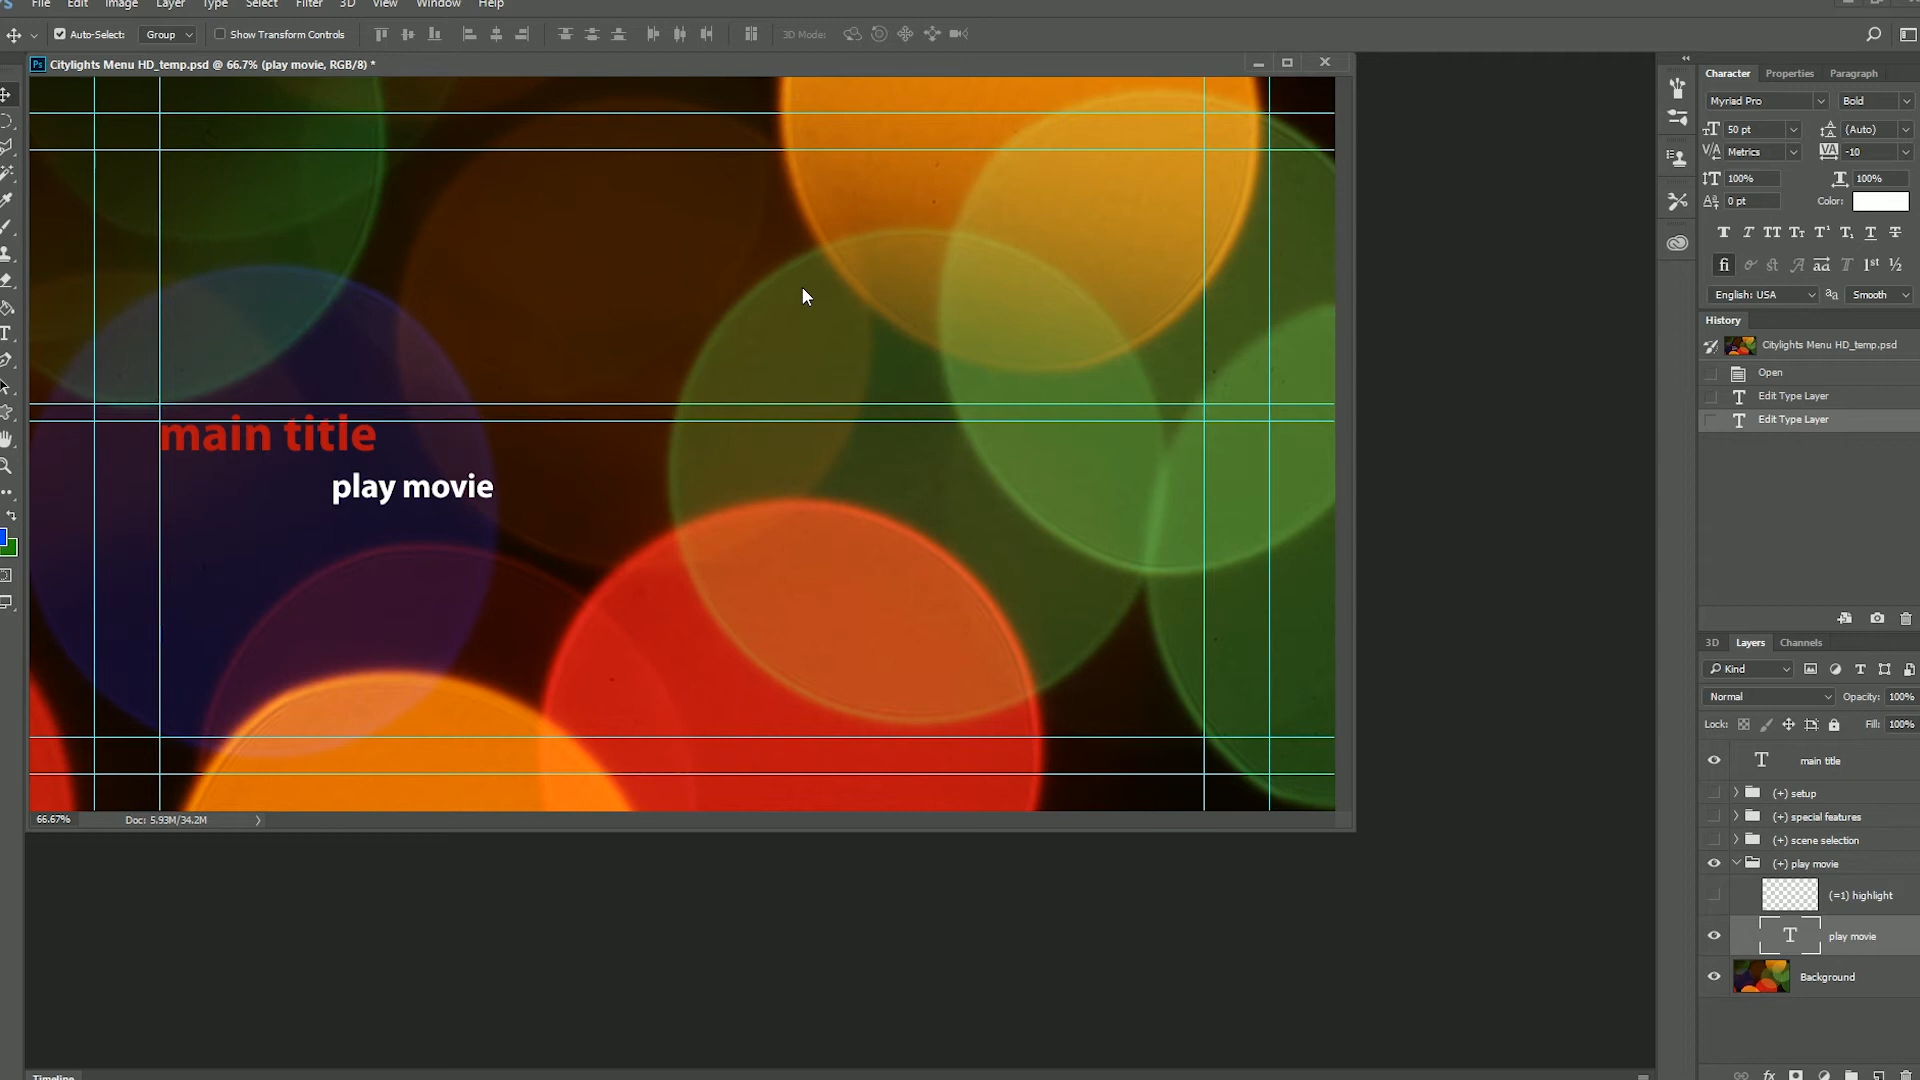 File Edit Image Layer Type Select Filter 3D View Window Help
Auto-Select: Group Show Transform Controls 3D Mode:
Ps Citylights Menu HD_temp.psd @ 66.7% (play movie, RGB/8) *
main title
play movie
66.67% Doc: 5.93M/34.2M
Timeline
Character Properties Paragraph
Myriad Pro Bold
50 pt (Auto)
Metrics -10
100% 100%
0 pt Color:
English: USA Smooth
History
Citylights Menu HD_temp.psd
Open
Edit Type Layer
Edit Type Layer
3D Layers Channels
Kind
Normal Opacity: 100%
Lock: Fill: 100%
main title
(+) setup
(+) special features
(+) scene selection
(+) play movie
(=1) highlight
play movie
Background
fx